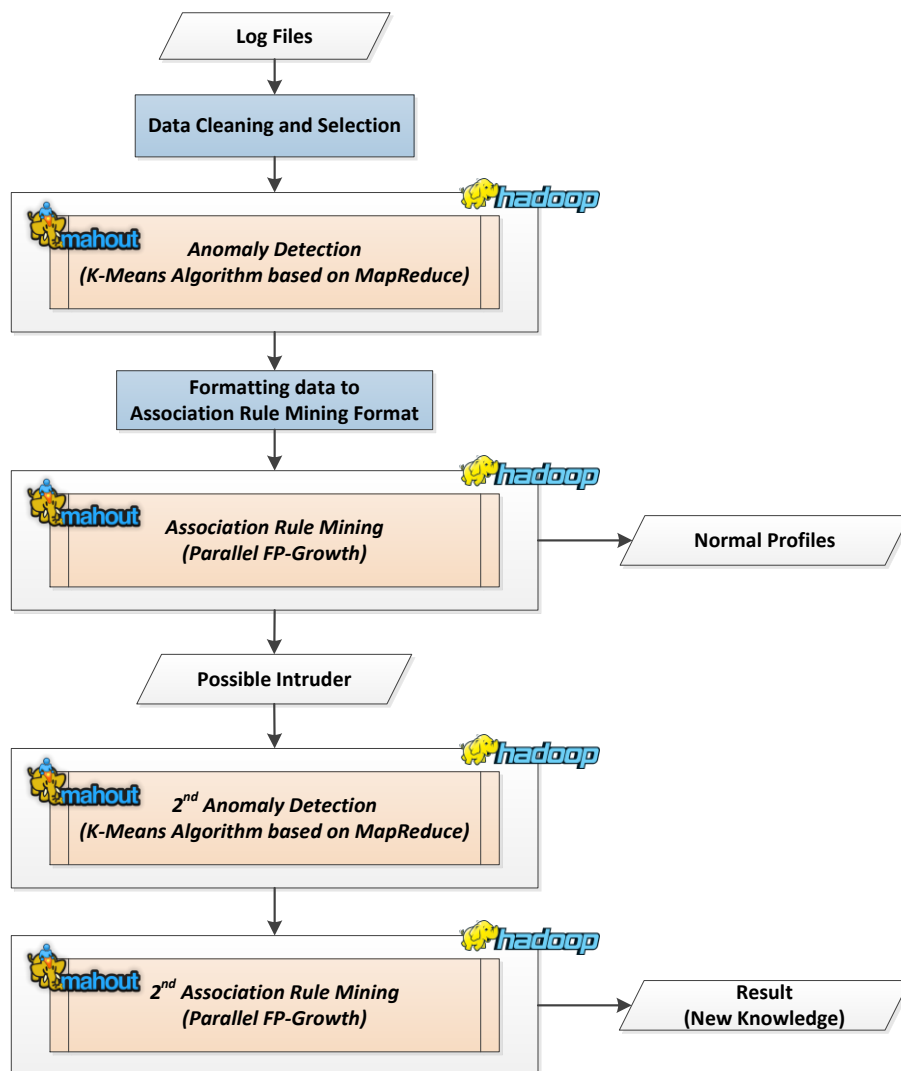 Log Files
Data Cleaning and Selection
hadoop
mahout
Anomaly Detection
(K-Means Algorithm based on MapReduce)
Formatting data to
Association Rule Mining Format
hadoop
mahout
Association Rule Mining
(Parallel FP-Growth)
Normal Profiles
Possible Intruder
hadoop
mahout
2nd Anomaly Detection
(K-Means Algorithm based on MapReduce)
hadoop
mahout
2nd Association Rule Mining
(Parallel FP-Growth)
Result
(New Knowledge)